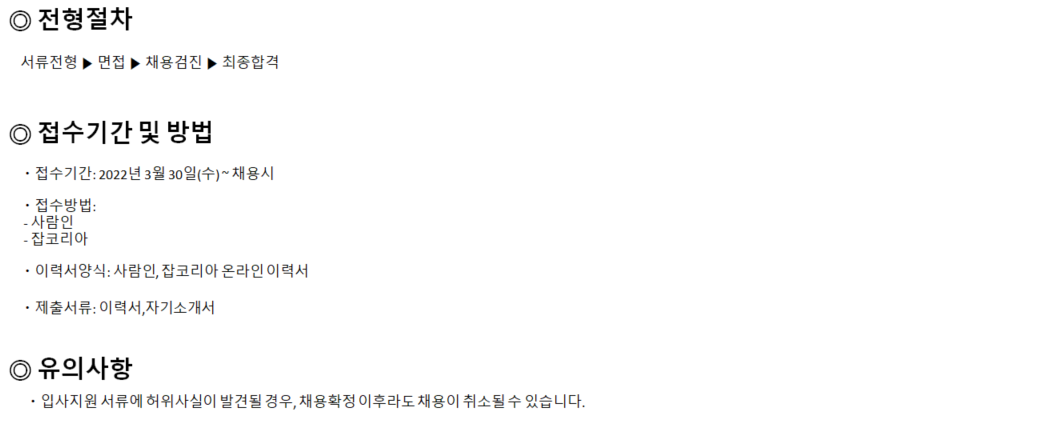 ◎ 전형절차
서류전형 ▶ 면접 ▶ 채용검진 ▶ 최종합격
◎ 접수기간 및 방법
・접수기간: 2022년 3월 30일(수) ~ 채용시
・접수방법:
- 사람인
- 잡코리아
・이력서양식: 사람인, 잡코리아 온라인 이력서
・제출서류: 이력서,자기소개서
◎ 유의사항
・입사지원 서류에 허위사실이 발견될 경우, 채용확정 이후라도 채용이 취소될 수 있습니다.